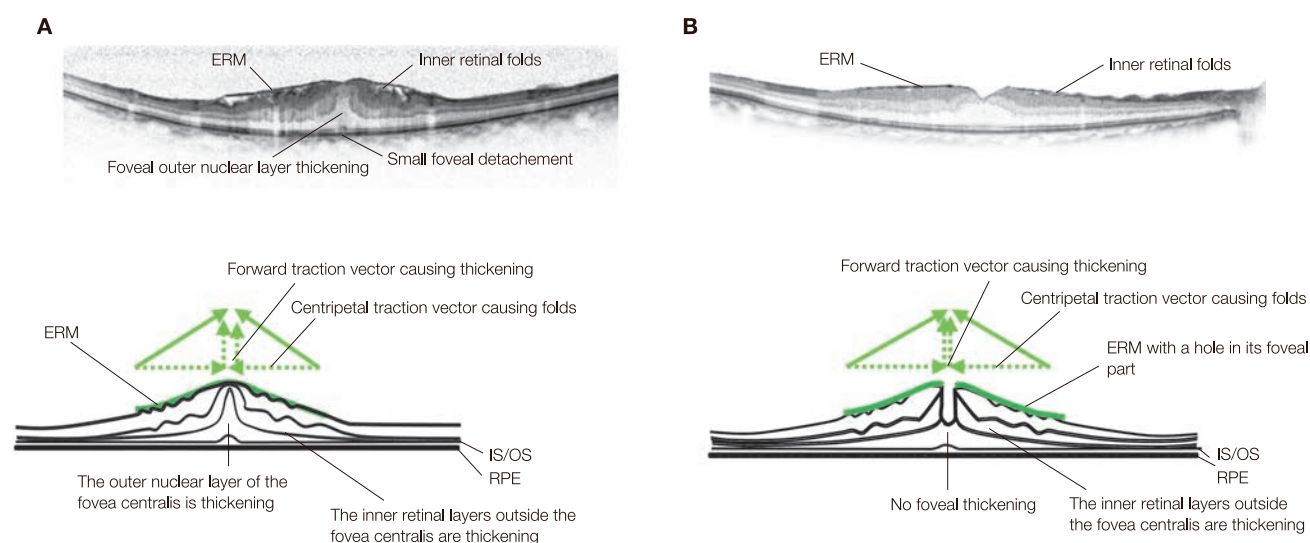 A
ERM
Inner retinal folds
Foveal outer nuclear layer thickening
Small foveal detachement
Forward traction vector causing thickening
Centripetal traction vector causing folds
ERM
IS/OS
RPE
The outer nuclear layer of the
fovea centralis is thickening
The inner retinal layers outside the
fovea centralis are thickening
B
ERM
Inner retinal folds
Forward traction vector causing thickening
Centripetal traction vector causing folds
ERM with a hole in its foveal
part
IS/OS
RPE
No foveal thickening
The inner retinal layers outside
the fovea centralis are thickening